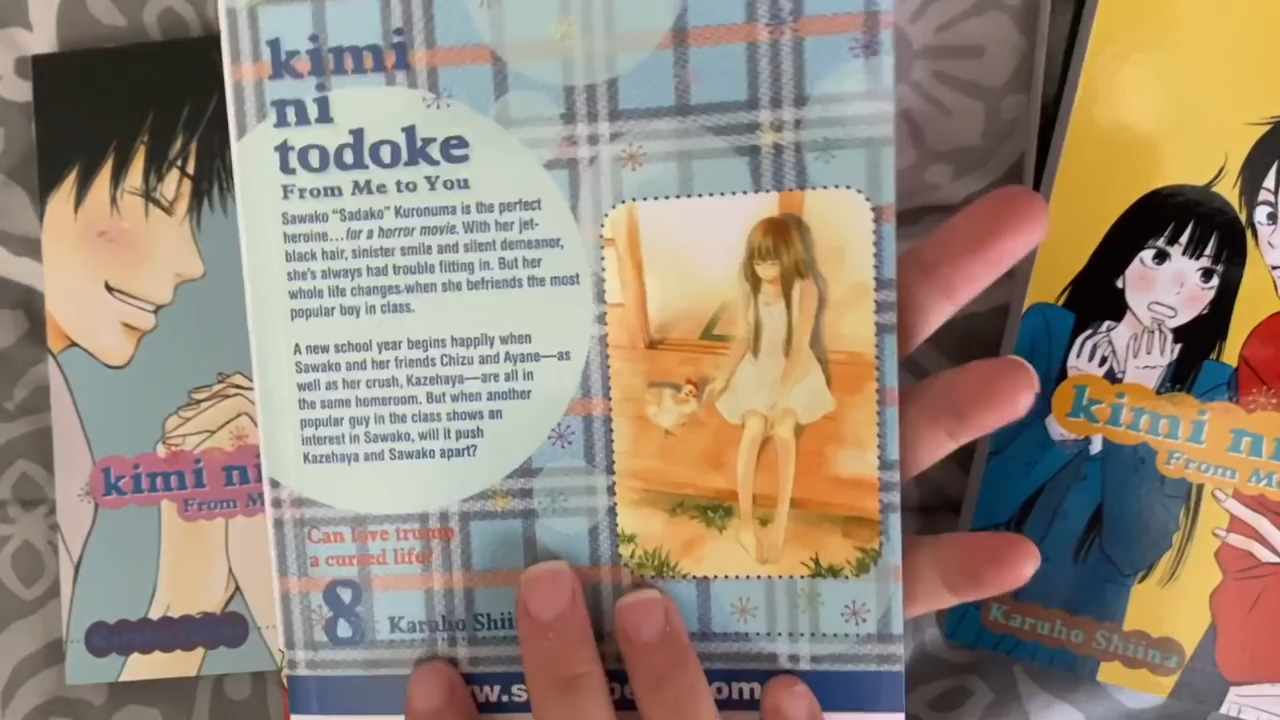 kimi
ni
todoke
From Me to You
Sawako "Sadako" Kuronuma is the perfect
heroine...for a horror movie. With her jet-
black hair, sinister smile and silent demeanor,
she's always had trouble fitting in. But her
whole life changes when she befriends the most
popular boy in class.
A new school year begins happily when
Sawako and her friends Chizu and Ayane—as
well as her crush, Kazehaya—are all in
the same homeroom. But when another
popular guy in the class shows an
interest in Sawako, will it push
Kazehaya and Sawako apart?
Can love trump
a cursed life?
8
Karuho
kimi ni
From
kimi
From
Karuho Shiina